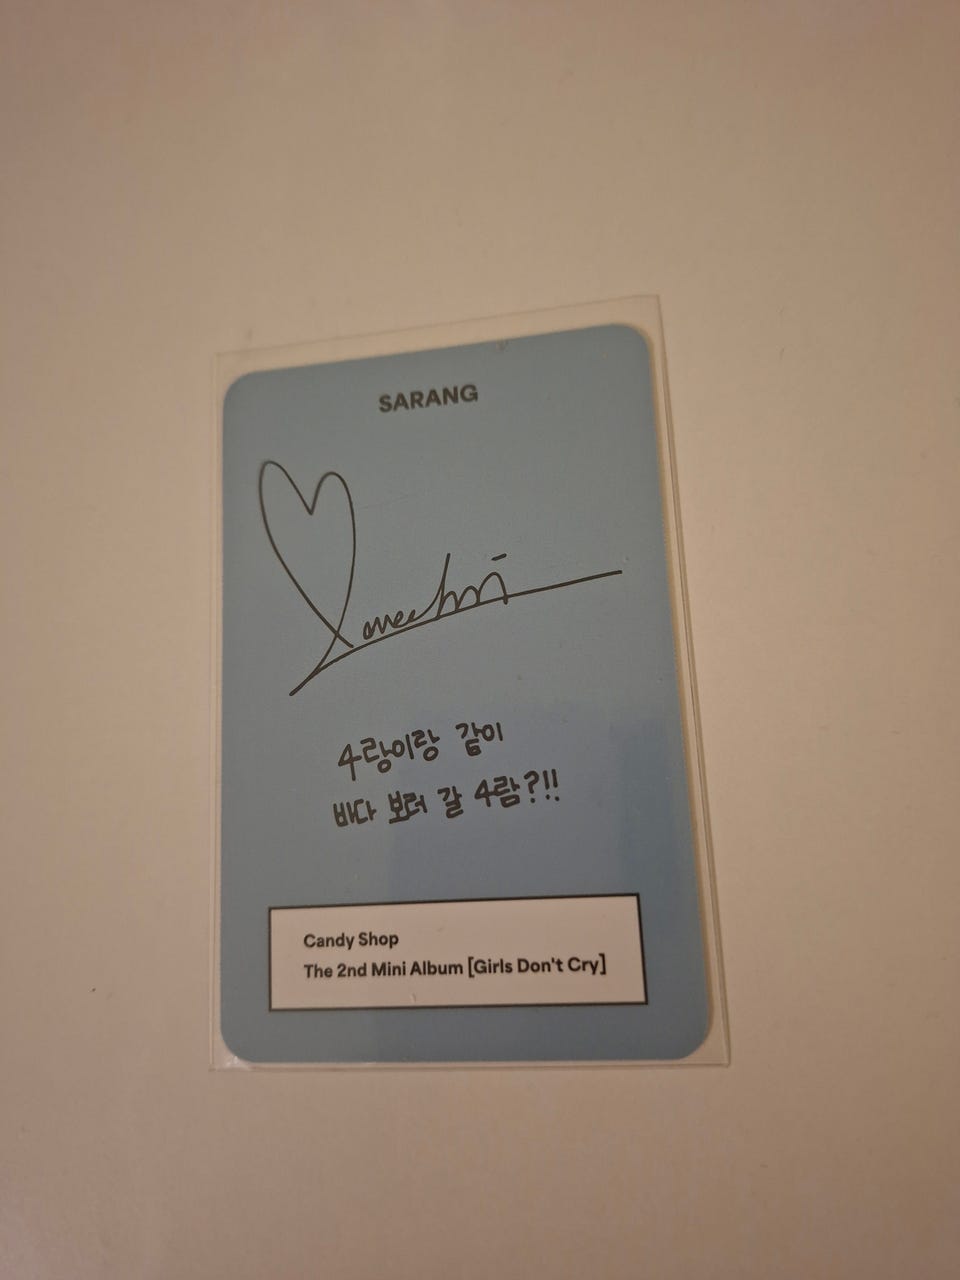 SARANG
4랑이랑 같이
바다 보러 갈 4람?!!
Candy Shop
The 2nd Mini Album [Girls Don't Cry]